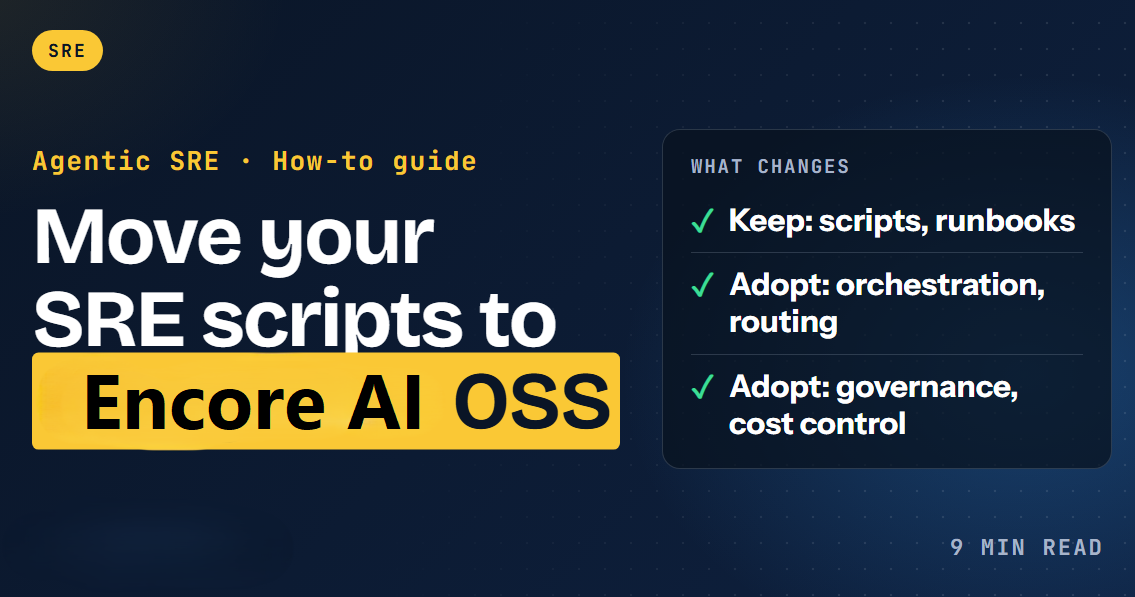 SRE
Agentic SRE · How-to guide
Move your
SRE scripts to
Encore AI OSS
WHAT CHANGES
✓ Keep: scripts, runbooks
✓ Adopt: orchestration,
routing
✓ Adopt: governance,
cost control
9 MIN READ